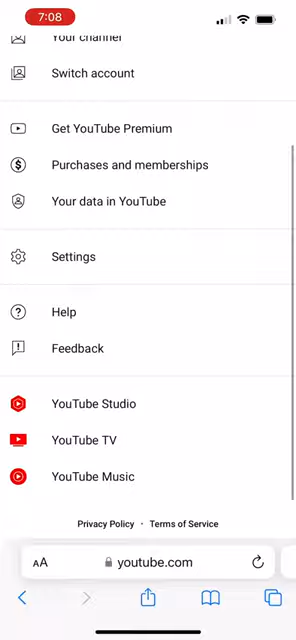 7:08
Your channel
Switch account
Get YouTube Premium
Purchases and memberships
Your data in YouTube
Settings
Help
Feedback
YouTube Studio
YouTube TV
YouTube Music
Privacy Policy • Terms of Service
AA youtube.com